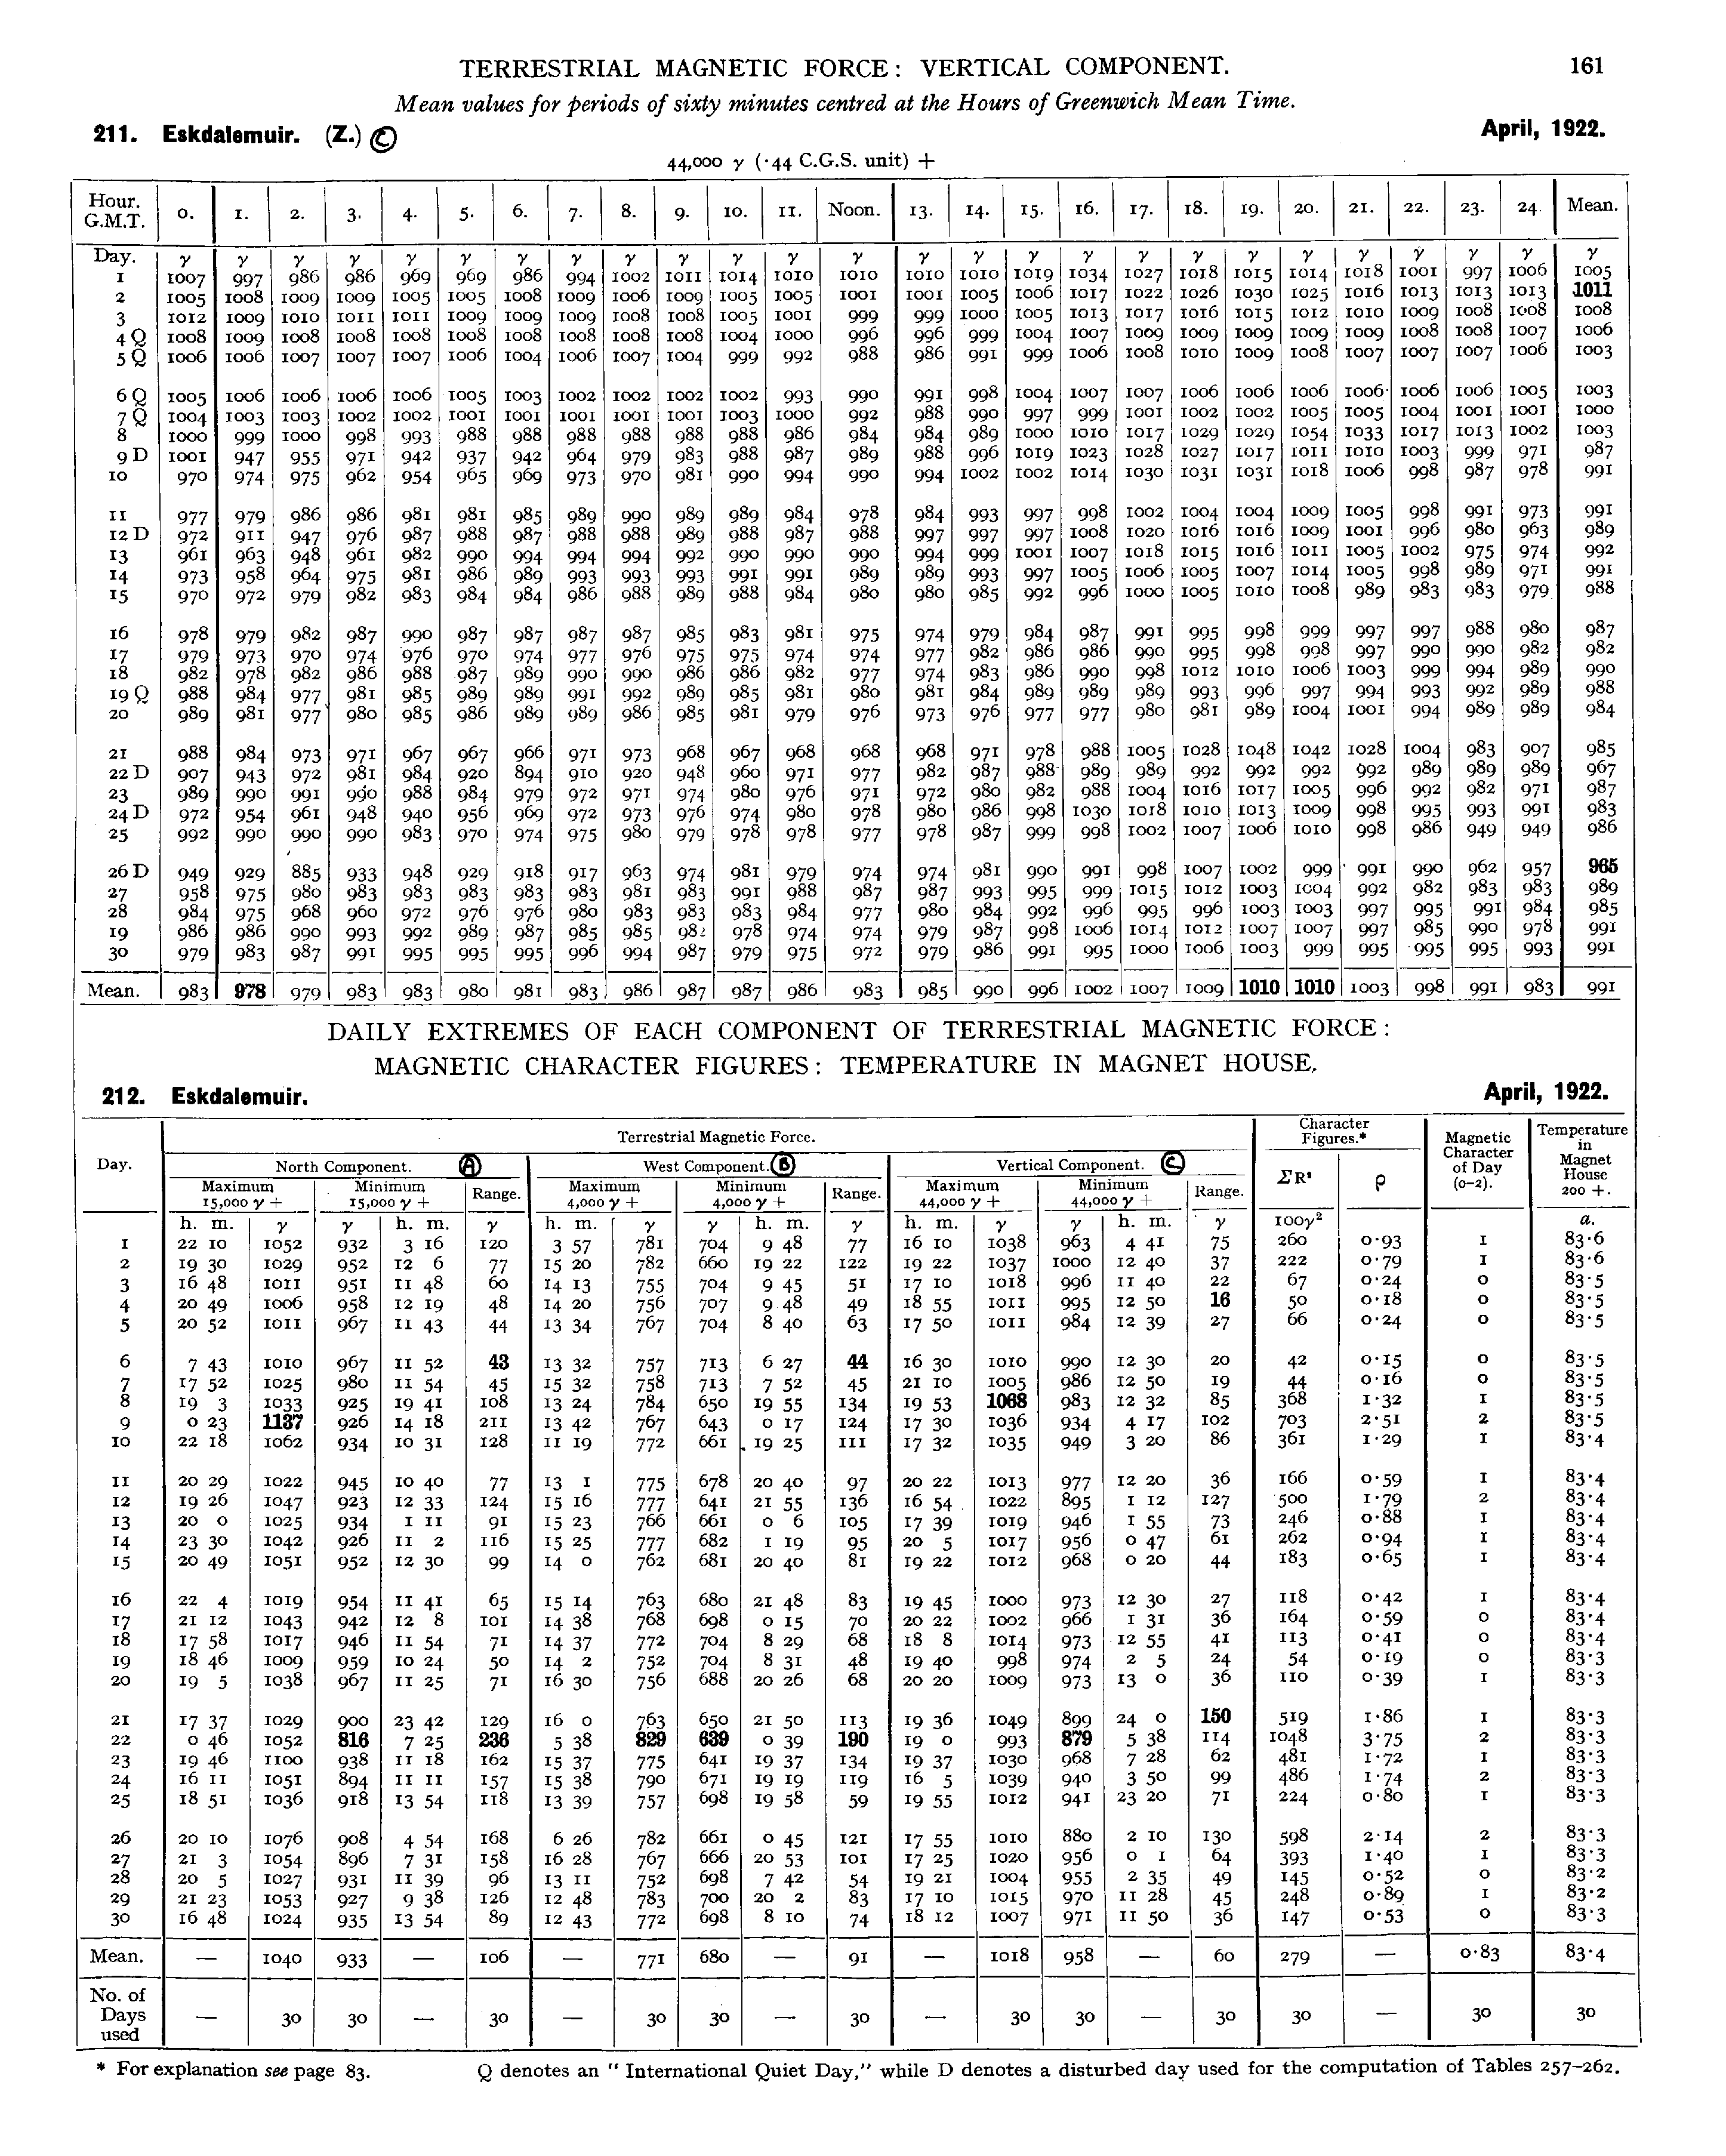 TERRESTRIAL MAGNETIC FORCE: VERTICAL COMPONENT. 161
Mean values for periods of sixty minutes centred at the Hours of Greenwich Mean Time.
211. Eskdalemuir. (Z.) C April, 1922.
44,000 γ (·44 C.G.S. unit) +
Hour. G.M.T. 0. 1. 2. 3. 4. 5. 6. 7. 8. 9. 10. 11. Noon. 13. 14. 15. 16. 17. 18. 19. 20. 21. 22. 23. 24. Mean.
Day. γ γ γ γ γ γ γ γ γ γ γ γ γ γ γ γ γ γ γ γ γ γ γ γ γ γ
1 1007 997 986 986 969 969 986 994 1002 1011 1014 1010 1010 1010 1010 1019 1034 1027 1018 1015 1014 1018 1001 997 1006 1005
2 1005 1008 1009 1009 1005 1005 1008 1009 1006 1009 1005 1005 1001 1001 1005 1006 1017 1022 1026 1030 1025 1016 1013 1013 1013 1011
3 1012 1009 1010 1011 1011 1009 1009 1009 1008 1008 1005 1001 999 999 1000 1005 1013 1017 1016 1015 1012 1010 1009 1008 1008 1008
4 Q 1008 1009 1008 1008 1008 1008 1008 1008 1008 1008 1004 1000 996 996 999 1004 1007 1009 1009 1009 1009 1009 1008 1008 1007 1006
5 Q 1006 1006 1007 1007 1007 1006 1004 1006 1007 1004 999 992 988 986 991 999 1006 1008 1010 1009 1008 1007 1007 1007 1006 1003
6 Q 1005 1006 1006 1006 1006 1005 1003 1002 1002 1002 1002 993 990 991 998 1004 1007 1007 1006 1006 1006 1006 1006 1006 1005 1003
7 Q 1004 1003 1003 1002 1002 1001 1001 1001 1001 1001 1003 1000 992 988 990 997 999 1001 1002 1002 1005 1005 1004 1001 1001 1000
8 1000 999 1000 998 993 988 988 988 988 988 988 986 984 984 989 1000 1010 1017 1029 1029 1054 1033 1017 1013 1002 1003
9 D 1001 947 955 971 942 937 942 964 979 983 988 987 989 988 996 1019 1023 1028 1027 1017 1011 1010 1003 999 971 987
10 970 974 975 962 954 965 969 973 970 981 990 994 990 994 1002 1002 1014 1030 1031 1031 1018 1006 998 987 978 991
11 977 979 986 986 981 981 985 989 990 989 989 984 978 984 993 997 998 1002 1004 1004 1009 1005 998 991 973 991
12 D 972 911 947 976 987 988 987 988 988 989 988 987 988 997 997 997 1008 1020 1016 1016 1009 1001 996 980 963 989
13 961 963 948 961 982 990 994 994 994 992 990 990 990 994 999 1001 1007 1018 1015 1016 1011 1005 1002 975 974 992
14 973 958 964 975 981 986 989 993 993 993 991 991 989 989 993 997 1005 1006 1005 1007 1014 1005 998 989 971 991
15 970 972 979 982 983 984 984 986 988 989 988 984 980 980 985 992 996 1000 1005 1010 1008 989 983 983 979 988
16 978 979 982 987 990 987 987 987 987 985 983 981 975 974 979 984 987 991 995 998 999 997 997 988 980 987
17 979 973 970 974 976 970 974 977 976 975 975 974 974 977 982 986 986 990 995 998 998 997 990 990 982 982
18 982 978 982 986 988 987 989 990 990 986 986 982 977 974 983 986 990 998 1012 1010 1006 1003 999 994 989 990
19 Q 988 984 977 981 985 989 989 991 992 989 985 981 980 981 984 989 989 989 993 996 997 994 993 992 989 988
20 989 981 977 980 985 986 989 989 986 985 981 979 976 973 976 977 977 980 981 989 1004 1001 994 989 989 984
21 988 984 973 971 967 967 966 971 973 968 967 968 968 968 971 978 988 1005 1028 1048 1042 1028 1004 983 907 985
22 D 907 943 972 981 984 920 894 910 920 948 960 971 977 982 987 988 989 989 992 992 992 992 989 989 989 967
23 989 990 991 990 988 984 979 972 971 974 980 976 971 972 980 982 988 1004 1016 1017 1005 996 992 982 971 987
24 D 972 954 961 948 940 956 969 972 973 976 974 980 978 980 986 998 1030 1018 1010 1013 1009 998 995 993 991 983
25 992 990 990 990 983 970 974 975 980 979 978 978 977 978 987 999 998 1002 1007 1006 1010 998 986 949 949 986
26 D 949 929 885 933 948 929 918 917 963 974 981 979 974 974 981 990 991 998 1007 1002 999 991 990 962 957 965
27 958 975 980 983 983 983 983 983 981 983 991 988 987 987 993 995 999 1015 1012 1003 1004 992 982 983 983 989
28 984 975 968 960 972 976 976 980 983 983 983 984 977 980 984 992 996 995 996 1003 1003 997 995 991 984 985
19 986 986 990 993 992 989 987 985 985 982 978 974 974 979 987 998 1006 1014 1012 1007 1007 997 985 990 978 991
30 979 983 987 991 995 995 995 996 994 987 979 975 972 979 986 991 995 1000 1006 1003 999 995 995 995 993 991
Mean. 983 978 979 983 983 980 981 983 986 987 987 986 983 985 990 996 1002 1007 1009 1010 1010 1003 998 991 983 991
DAILY EXTREMES OF EACH COMPONENT OF TERRESTRIAL MAGNETIC FORCE:
MAGNETIC CHARACTER FIGURES: TEMPERATURE IN MAGNET HOUSE.
212. Eskdalemuir. April, 1922.
Day. Terrestrial Magnetic Force. Character Figures.* Magnetic Character of Day (0–2). Temperature in Magnet House 200 +.
North Component. A West Component. B Vertical Component. C ΣR² ρ
Maximum 15,000 γ + Minimum 15,000 γ + Range. Maximum 4,000 γ + Minimum 4,000 γ + Range. Maximum 44,000 γ + Minimum 44,000 γ + Range.
h. m. γ γ h. m. γ h. m. γ γ h. m. γ h. m. γ γ h. m. γ 100γ² a.
1 22 10 1052 932 3 16 120 3 57 781 704 9 48 77 16 10 1038 963 4 41 75 260 0·93 1 83·6
2 19 30 1029 952 12 6 77 15 20 782 660 19 22 122 19 22 1037 1000 12 40 37 222 0·79 1 83·6
3 16 48 1011 951 11 48 60 14 13 755 704 9 45 51 17 10 1018 996 11 40 22 67 0·24 0 83·5
4 20 49 1006 958 12 19 48 14 20 756 707 9 48 49 18 55 1011 995 12 50 16 50 0·18 0 83·5
5 20 52 1011 967 11 43 44 13 34 767 704 8 40 63 17 50 1011 984 12 39 27 66 0·24 0 83·5
6 7 43 1010 967 11 52 43 13 32 757 713 6 27 44 16 30 1010 990 12 30 20 42 0·15 0 83·5
7 17 52 1025 980 11 54 45 15 32 758 713 7 52 45 21 10 1005 986 12 50 19 44 0·16 0 83·5
8 19 3 1033 925 19 41 108 13 24 784 650 19 55 134 19 53 1068 983 12 32 85 368 1·32 1 83·5
9 0 23 1137 926 14 18 211 13 42 767 643 0 17 124 17 30 1036 934 4 17 102 703 2·51 2 83·5
10 22 18 1062 934 10 31 128 11 19 772 661 19 25 111 17 32 1035 949 3 20 86 361 1·29 1 83·4
11 20 29 1022 945 10 40 77 13 1 775 678 20 40 97 20 22 1013 977 12 20 36 166 0·59 1 83·4
12 19 26 1047 923 12 33 124 15 16 777 641 21 55 136 16 54 1022 895 1 12 127 500 1·79 2 83·4
13 20 0 1025 934 1 11 91 15 23 766 661 0 6 105 17 39 1019 946 1 55 73 246 0·88 1 83·4
14 23 30 1042 926 11 2 116 15 25 777 682 1 19 95 20 5 1017 956 0 47 61 262 0·94 1 83·4
15 20 49 1051 952 12 30 99 14 0 762 681 20 40 81 19 22 1012 968 0 20 44 183 0·65 1 83·4
16 22 4 1019 954 11 41 65 15 14 763 680 21 48 83 19 45 1000 973 12 30 27 118 0·42 1 83·4
17 21 12 1043 942 12 8 101 14 38 768 698 0 15 70 20 22 1002 966 1 31 36 164 0·59 0 83·4
18 17 58 1017 946 11 54 71 14 37 772 704 8 29 68 18 8 1014 973 12 55 41 113 0·41 0 83·4
19 18 46 1009 959 10 24 50 14 2 752 704 8 31 48 19 40 998 974 2 5 24 54 0·19 0 83·3
20 19 5 1038 967 11 25 71 16 30 756 688 20 26 68 20 20 1009 973 13 0 36 110 0·39 1 83·3
21 17 37 1029 900 23 42 129 16 0 763 650 21 50 113 19 36 1049 899 24 0 150 519 1·86 1 83·3
22 0 46 1052 816 7 25 236 5 38 829 639 0 39 190 19 0 993 879 5 38 114 1048 3·75 2 83·3
23 19 46 1100 938 11 18 162 15 37 775 641 19 37 134 19 37 1030 968 7 28 62 481 1·72 1 83·3
24 16 11 1051 894 11 11 157 15 38 790 671 19 19 119 16 5 1039 940 3 50 99 486 1·74 2 83·3
25 18 51 1036 918 13 54 118 13 39 757 698 19 58 59 19 55 1012 941 23 20 71 224 0·80 1 83·3
26 20 10 1076 908 4 54 168 6 26 782 661 0 45 121 17 55 1010 880 2 10 130 598 2·14 2 83·3
27 21 3 1054 896 7 31 158 16 28 767 666 20 53 101 17 25 1020 956 0 1 64 393 1·40 1 83·3
28 20 5 1027 931 11 39 96 13 11 752 698 7 42 54 19 21 1004 955 2 35 49 145 0·52 0 83·2
29 21 23 1053 927 9 38 126 12 48 783 700 20 2 83 17 10 1015 970 11 28 45 248 0·89 1 83·2
30 16 48 1024 935 13 54 89 12 43 772 698 8 10 74 18 12 1007 971 11 50 36 147 0·53 0 83·3
Mean. — 1040 933 — 106 — 771 680 — 91 — 1018 958 — 60 279 — 0·83 83·4
No. of Days used — 30 30 — 30 — 30 30 — 30 — 30 30 — 30 30 — 30 30
* For explanation see page 83. Q denotes an “ International Quiet Day,” while D denotes a disturbed day used for the computation of Tables 257–262.